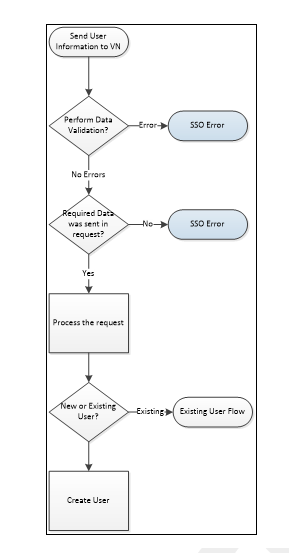 Send User
Information to VN
Perform Data
Validation?
Error
SSO Error
No Errors
Required Data
was sent in
request?
No
SSO Error
Yes
Process the request
New or Existing
User?
Existing
Existing User Flow
Create User